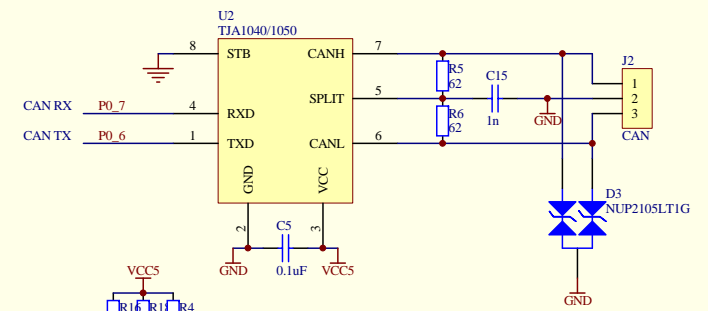 U2
TJA1040/1050
8 STB CANH 7
J2
R5
62
C15
1
5 SPLIT
2
CAN RX P0_7 4 RXD
R6
62
1n
GND
3
CAN TX P0_6 1 TXD CANL 6
CAN
GND VCC
D3
NUP2105LT1G
2 C5 3
GND 0.1uF VCC5
VCC5
GND
R16 R4